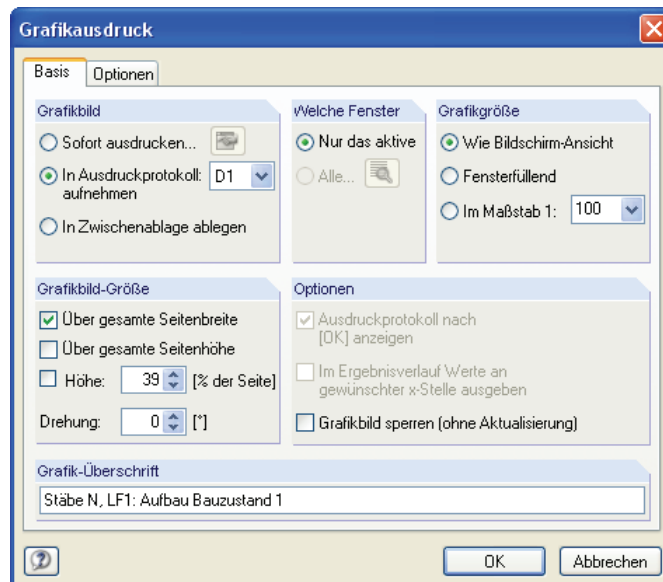 Grafikausdruck
Basis
Optionen
Grafikbild
Sofort ausdrucken...
In Ausdruckprotokoll: D1
aufnehmen
In Zwischenablage ablegen
Welche Fenster
Nur das aktive
Alle...
Grafikgröße
Wie Bildschirm-Ansicht
Fensterfüllend
Im Maßstab 1: 100
Grafikbild-Größe
Über gesamte Seitenbreite
Über gesamte Seitenhöhe
Höhe: 39 [% der Seite]
Drehung: 0 [°]
Optionen
Ausdruckprotokoll nach
[OK] anzeigen
Im Ergebnisverlauf Werte an
gewünschter x-Stelle ausgeben
Grafikbild sperren (ohne Aktualisierung)
Grafik-Überschrift
Stäbe N, LF1: Aufbau Bauzustand 1
OK
Abbrechen